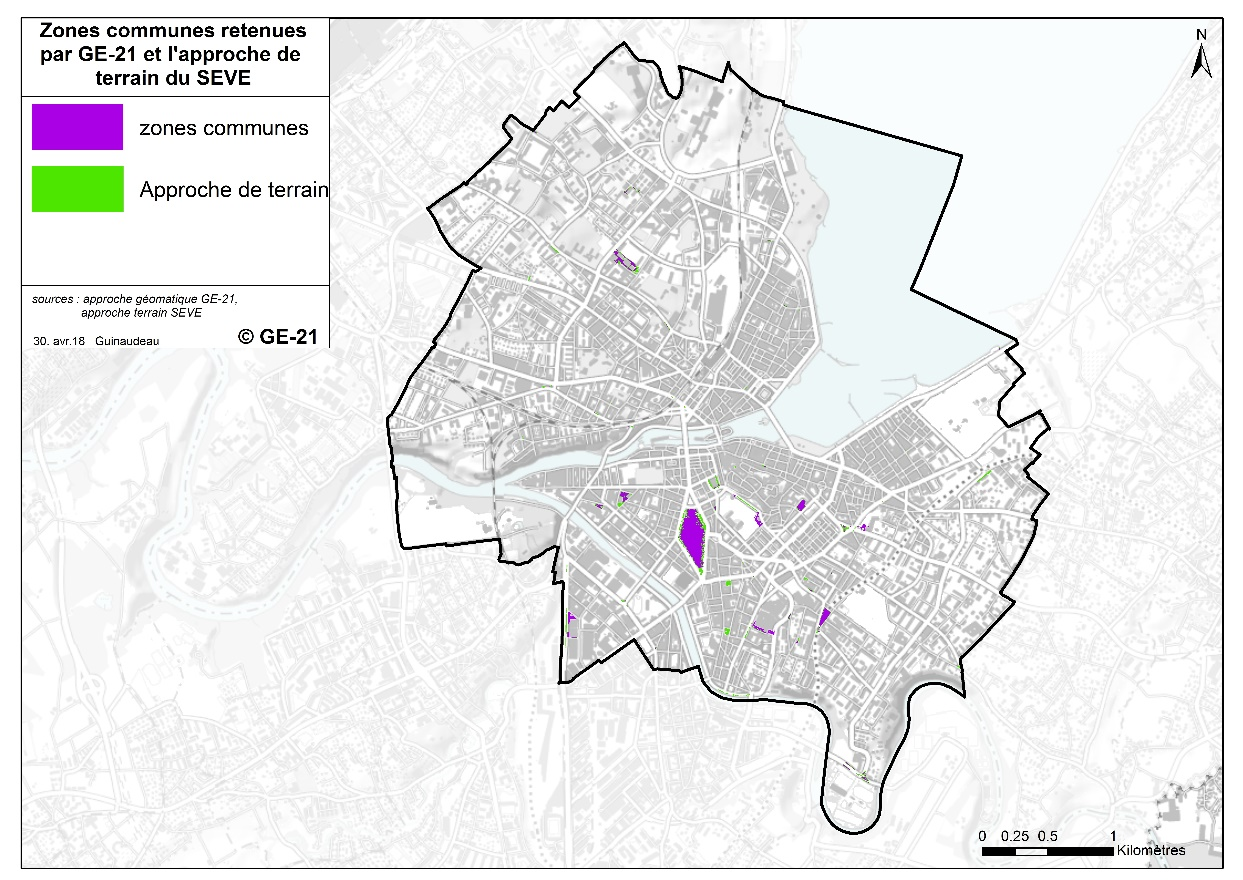 Zones communes retenues
par GE-21 et l'approche de
terrain du SEVE
zones communes
Approche de terrain
sources : approche géomatique GE-21,
approche terrain SEVE
30. avr.18 Guinaudeau
© GE-21
N
0 0.25 0.5 1
Kilomètres